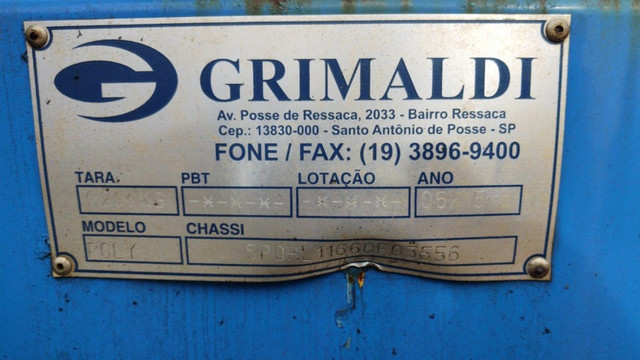 GRIMALDI
Av. Posse de Ressaca, 2033 - Bairro Ressaca
Cep.: 13830-000 - Santo Antônio de Posse - SP
FONE / FAX: (19) 3896-9400
TARA. PBT LOTAÇÃO ANO
-*-*-*- -*-*-*-
MODELO CHASSI
POLY